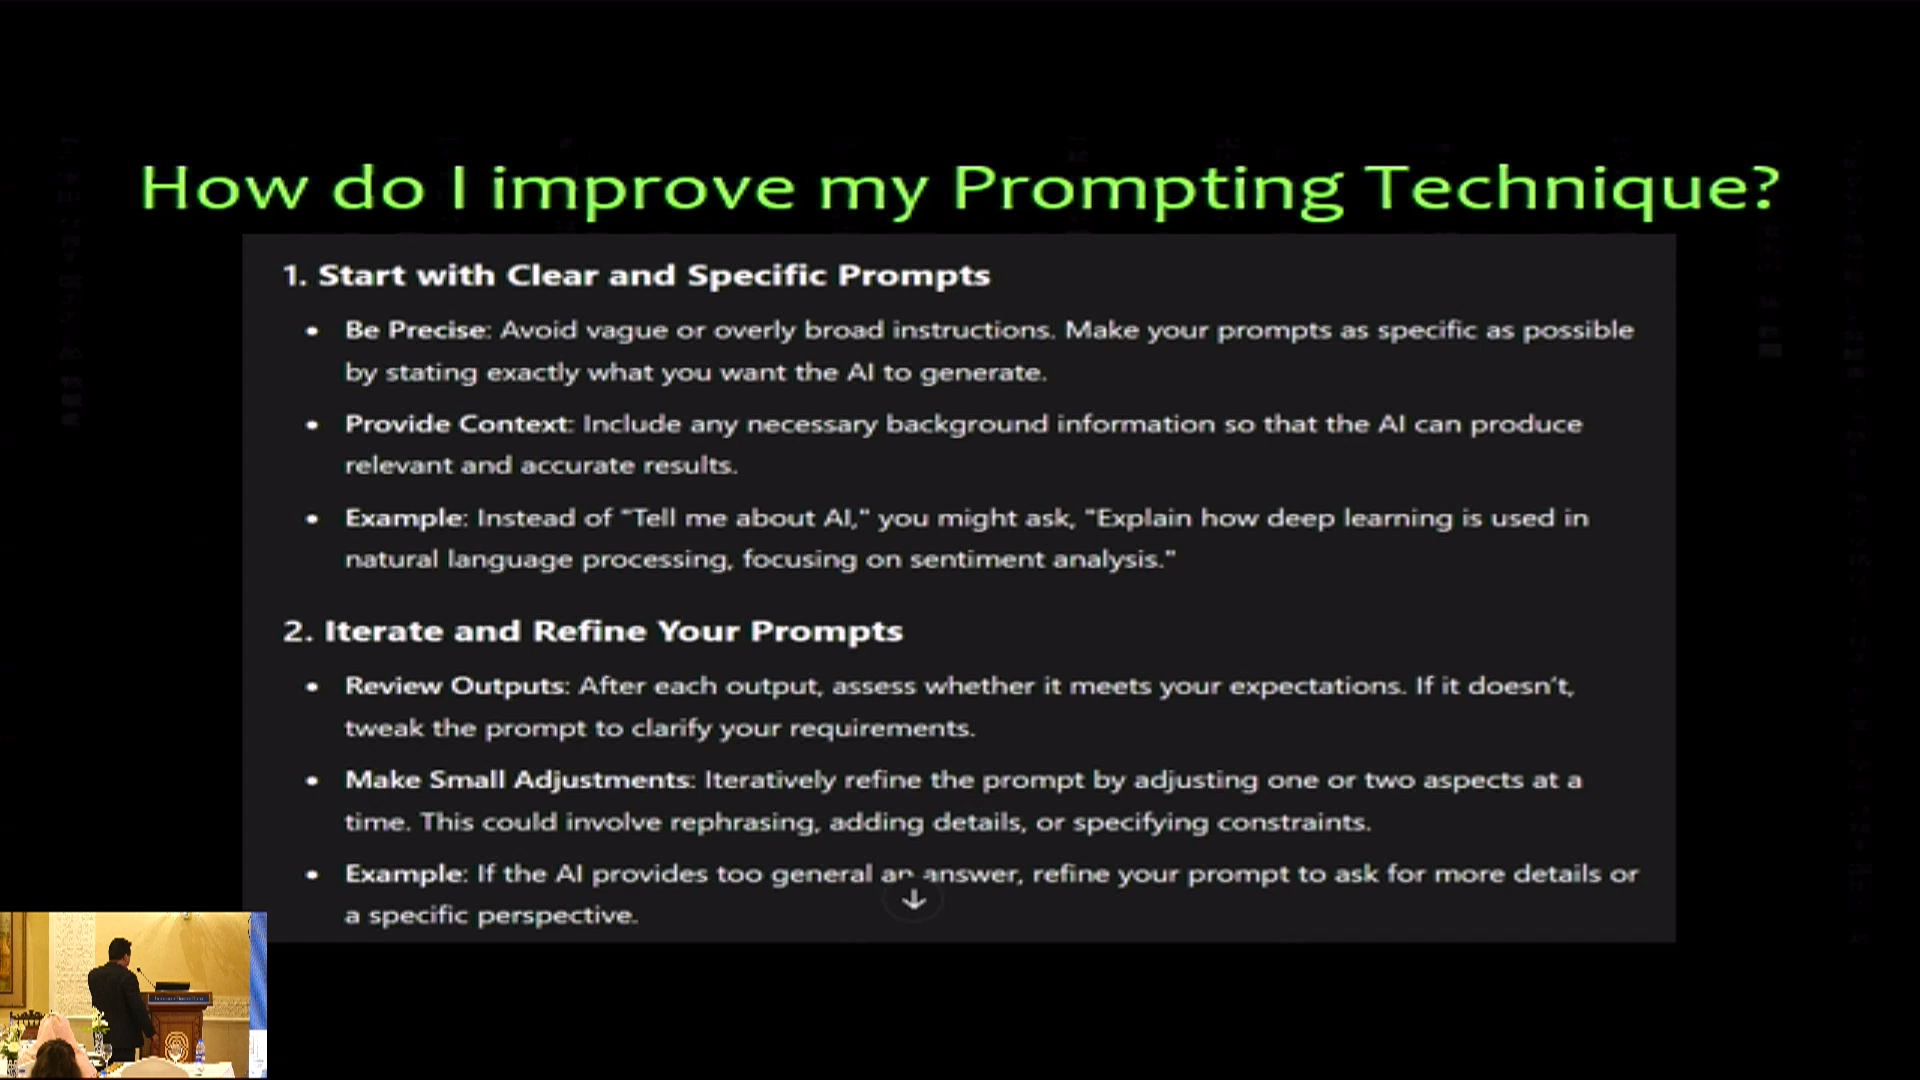 How do I improve my Prompting Technique?
1. Start with Clear and Specific Prompts
• Be Precise: Avoid vague or overly broad instructions. Make your prompts as specific as possible
by stating exactly what you want the AI to generate.
• Provide Context: Include any necessary background information so that the AI can produce
relevant and accurate results.
• Example: Instead of "Tell me about AI," you might ask, "Explain how deep learning is used in
natural language processing, focusing on sentiment analysis."
2. Iterate and Refine Your Prompts
• Review Outputs: After each output, assess whether it meets your expectations. If it doesn't,
tweak the prompt to clarify your requirements.
• Make Small Adjustments: Iteratively refine the prompt by adjusting one or two aspects at a
time. This could involve rephrasing, adding details, or specifying constraints.
• Example: If the AI provides too general an answer, refine your prompt to ask for more details or
a specific perspective.